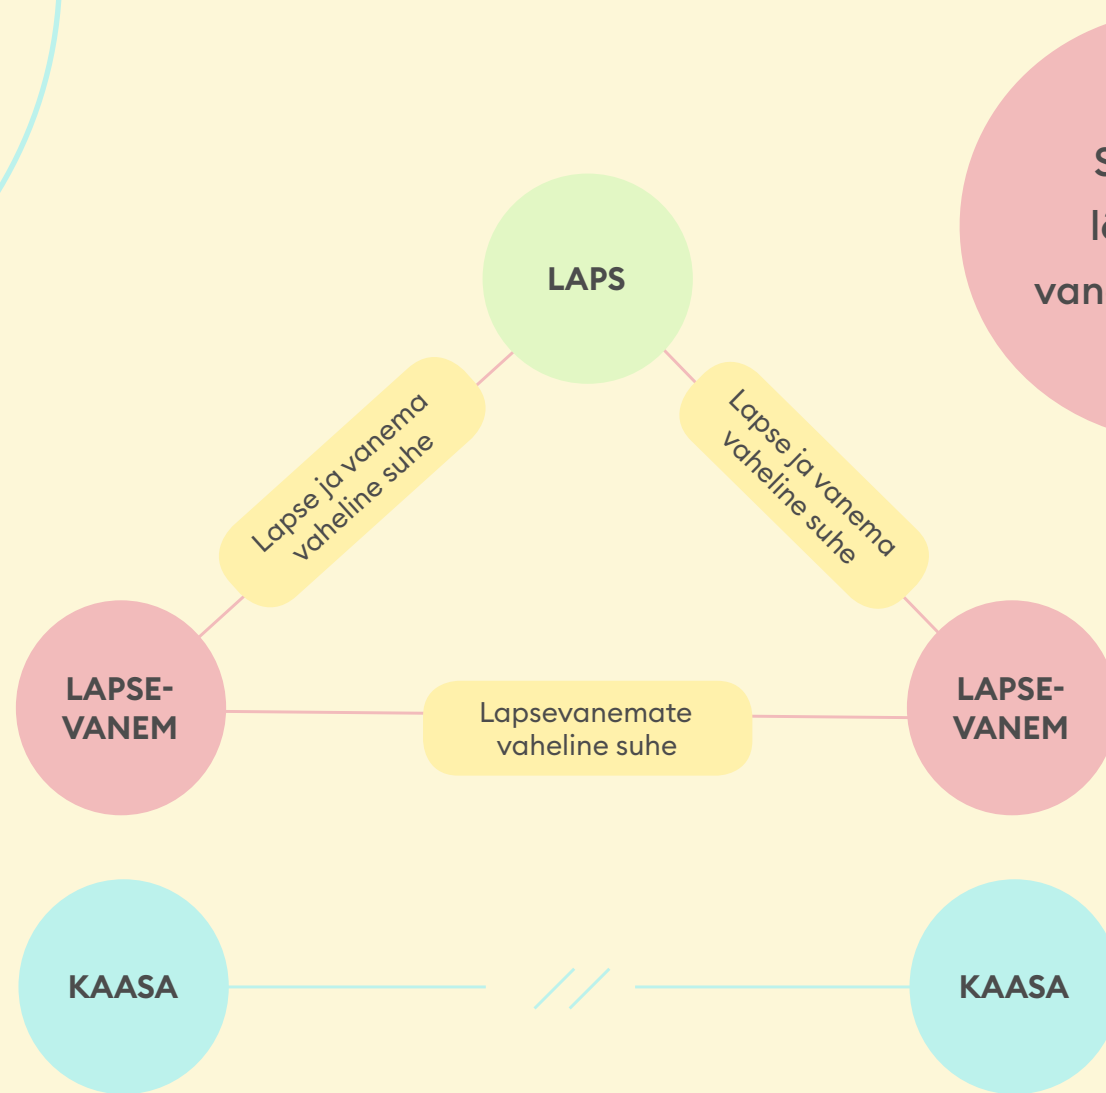 LAPS
Lapse ja vanema
vaheline suhe
Lapse ja vanema
vaheline suhe
LAPSE-
VANEM
Lapsevanemate
vaheline suhe
LAPSE-
VANEM
KAASA
KAASA